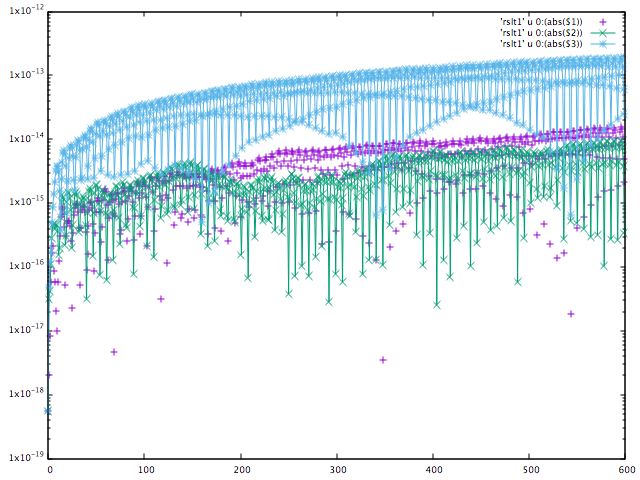 1x10-12
'rslt1' u 0:(abs($1))
'rslt1' u 0:(abs($2))
'rslt1' u 0:(abs($3))
1x10-13
1x10-14
1x10-15
1x10-16
1x10-17
1x10-18
1x10-19
0 100 200 300 400 500 600